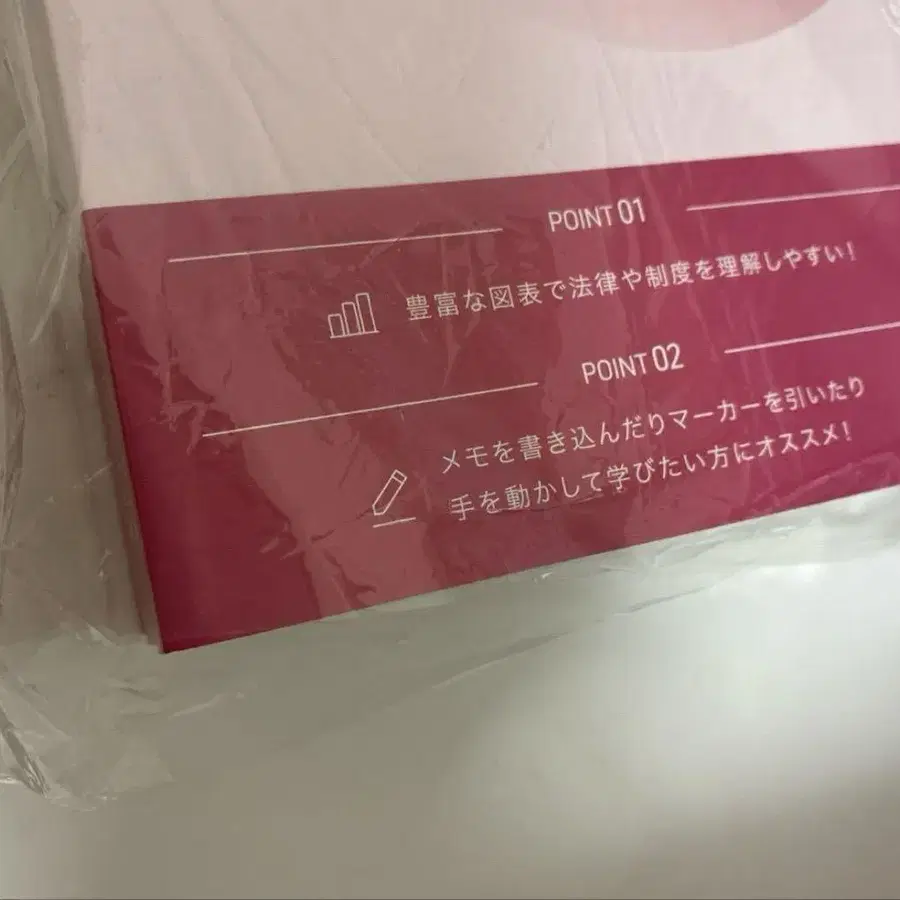 POINT 01
豊富な図表で法律や制度を理解しやすい!
POINT 02
メモを書き込んだりマーカーを引いたり
手を動かして学びたい方にオススメ!